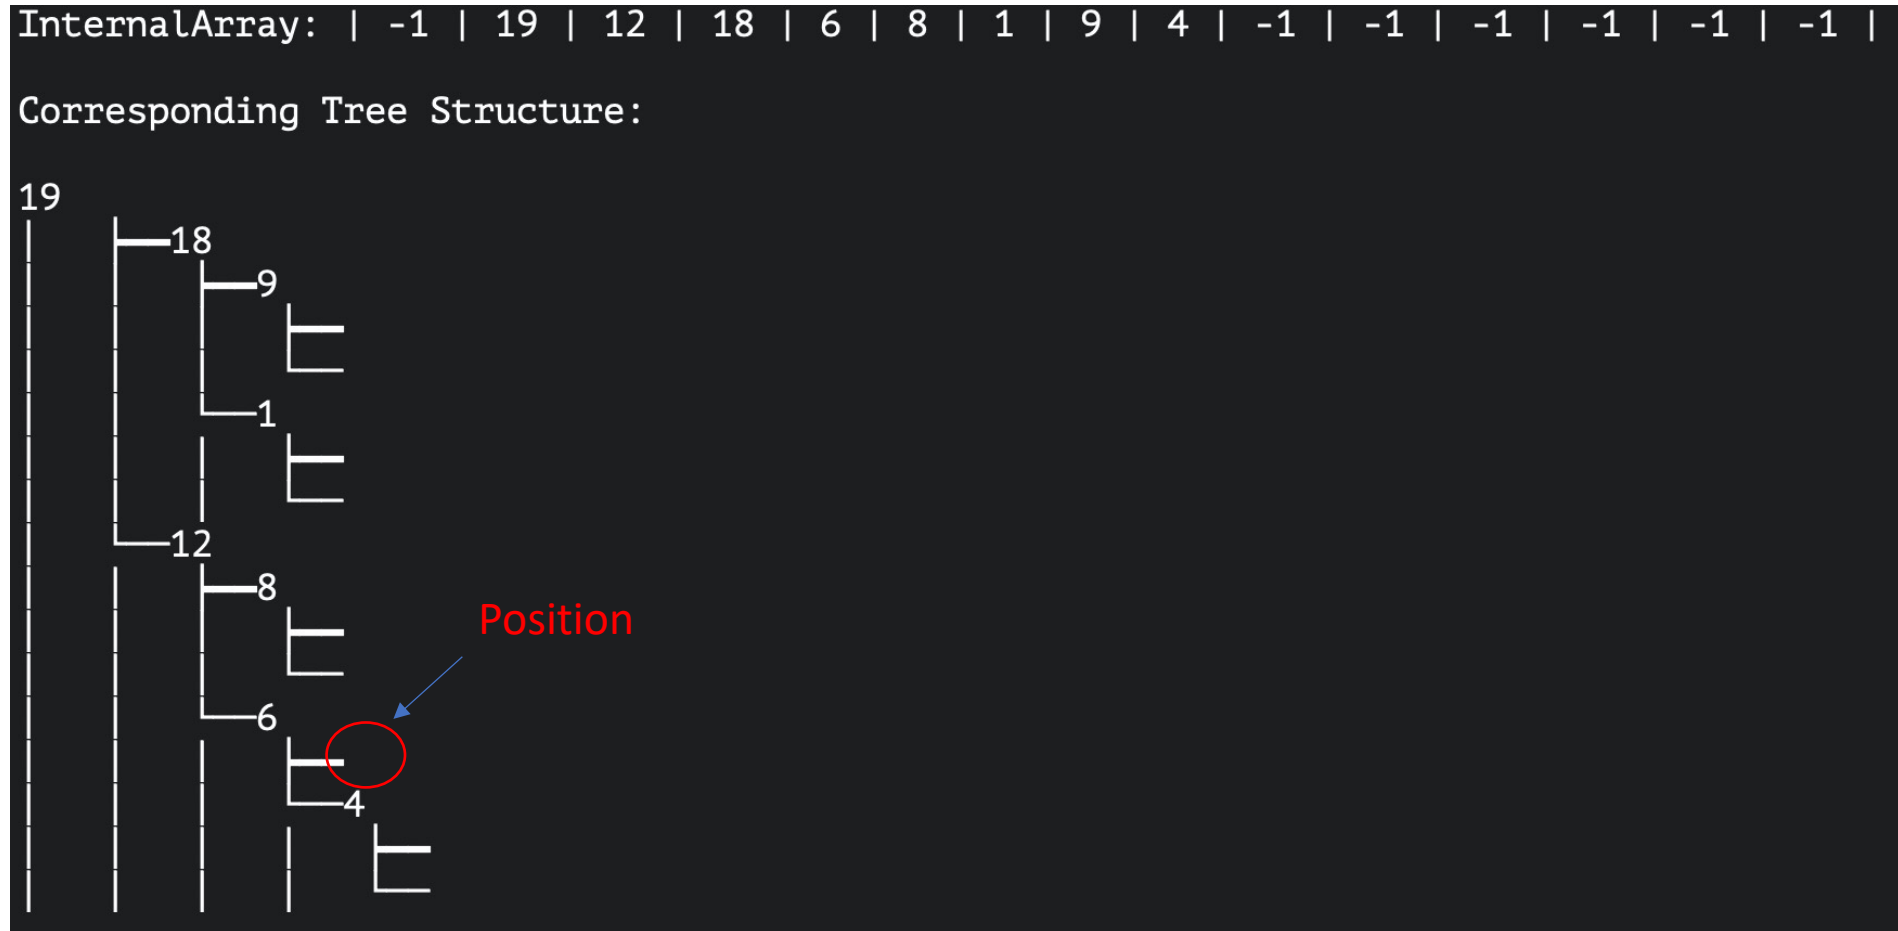 InternalArray: | -1 | 19 | 12 | 18 | 6 | 8 | 1 | 9 | 4 | -1 | -1 | -1 | -1 | -1 | -1 |
Corresponding Tree Structure:
19
18
9
1
12
8
Position
6
4